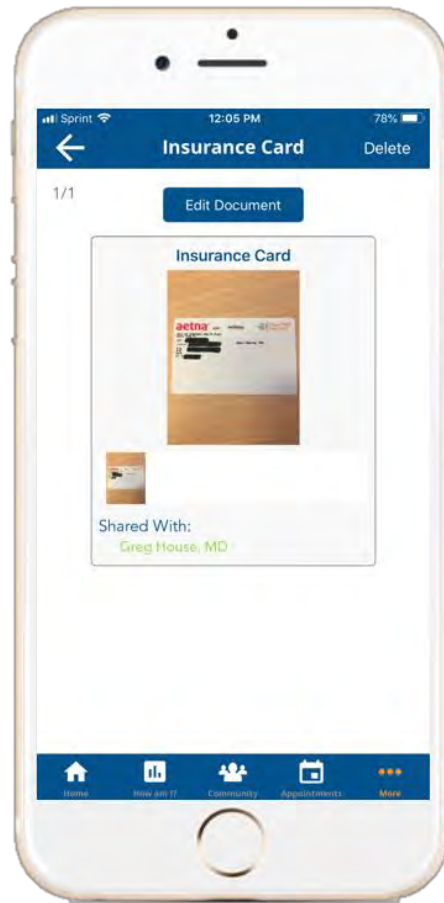 Sprint 12:05 PM 78%
Insurance Card Delete
1/1
Edit Document
Insurance Card
aetna
Shared With:
Greg House, MD
Home How am I? Community Appointments More